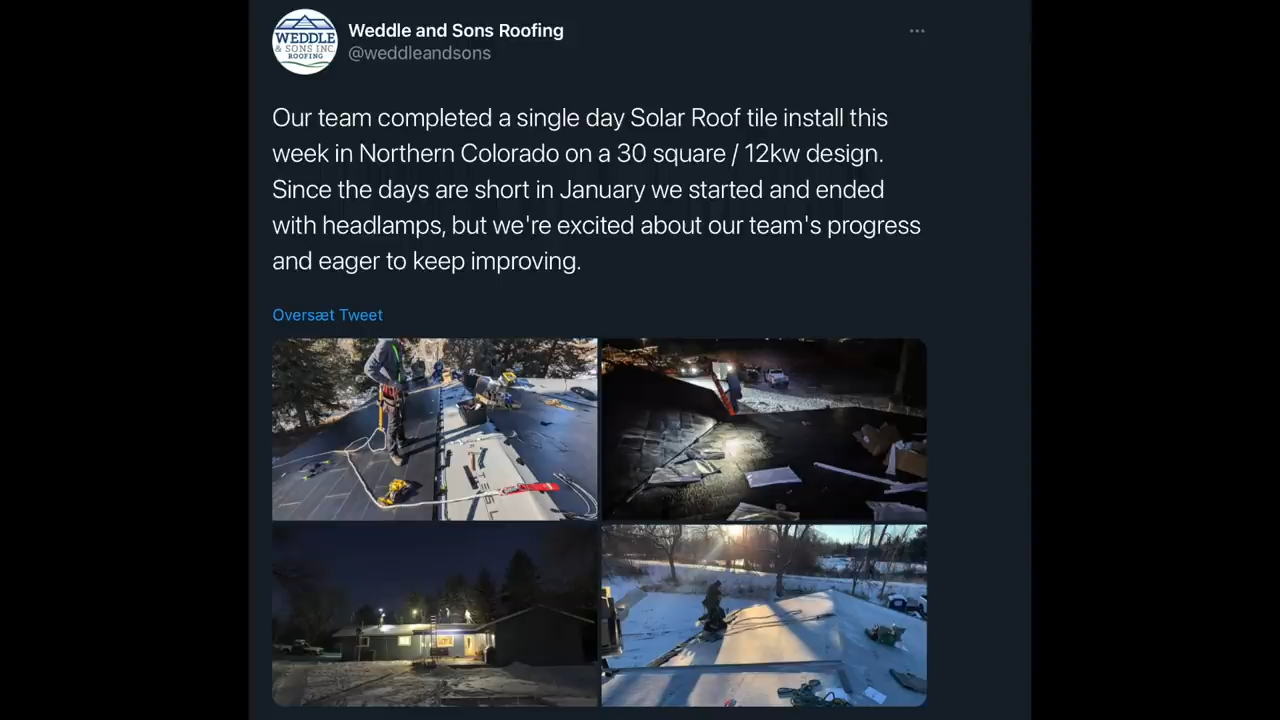 WEDDLE
& SONS INC.
ROOFING
Weddle and Sons Roofing
@weddleandsons
Our team completed a single day Solar Roof tile install this
week in Northern Colorado on a 30 square / 12kw design.
Since the days are short in January we started and ended
with headlamps, but we're excited about our team's progress
and eager to keep improving.
Oversæt Tweet